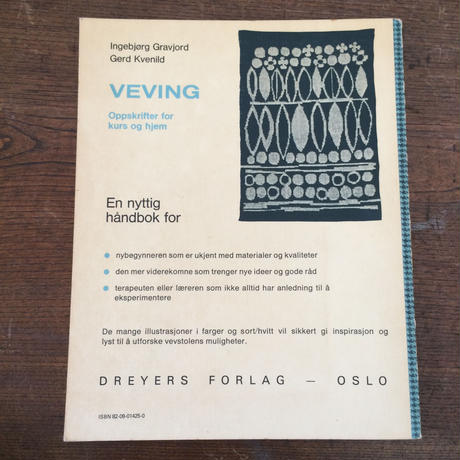 Ingebjørg Gravjord
Gerd Kvenild
VEVING
Oppskrifter for
kurs og hjem
En nyttig
håndbok for
nybegynneren som er ukjent med materialer og kvaliteter
den mer viderekomne som trenger nye ideer og gode råd
terapeuten eller læreren som ikke alltid har anledning til å
eksperimentere
De mange illustrasjoner i farger og sort/hvitt vil sikkert gi inspirasjon og
lyst til å utforske vevstolens muligheter.
DREYERS FORLAG — OSLO
ISBN 82-09-01425-0